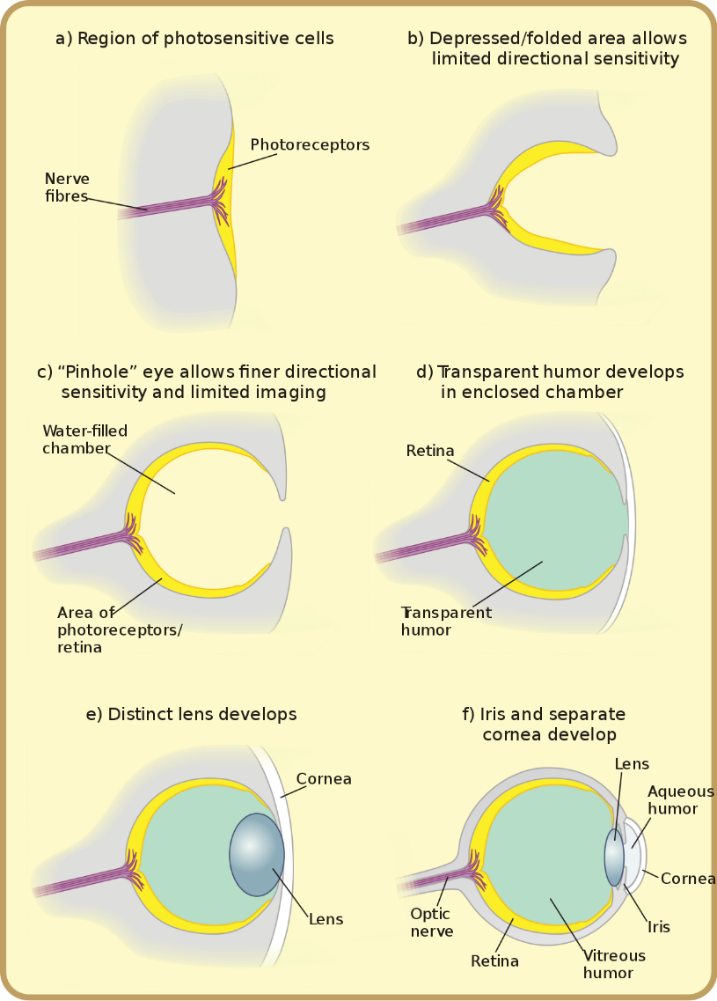 a) Region of photosensitive cells
Photoreceptors
Nerve
fibres
b) Depressed/folded area allows
limited directional sensitivity
c) “Pinhole” eye allows finer directional
sensitivity and limited imaging
Water-filled
chamber
Area of
photoreceptors/
retina
d) Transparent humor develops
in enclosed chamber
Retina
Transparent
humor
e) Distinct lens develops
Cornea
Lens
f) Iris and separate
cornea develop
Lens
Aqueous
humor
Cornea
Iris
Optic
nerve
Retina
Vitreous
humor